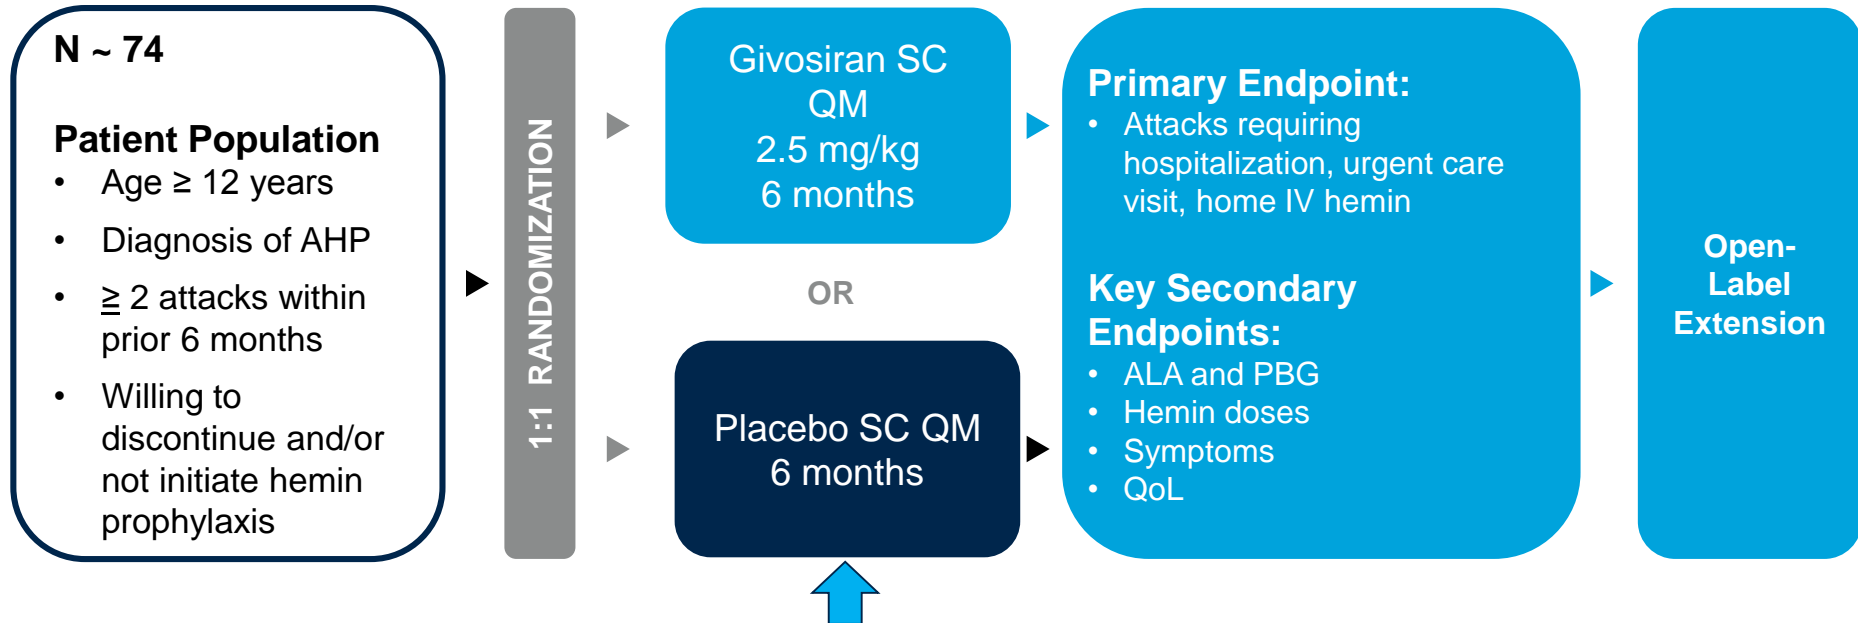 N ~ 74
Patient Population
• Age ≥ 12 years
• Diagnosis of AHP
• ≥ 2 attacks within
prior 6 months
• Willing to
discontinue and/or
not initiate hemin
prophylaxis
1:1 RANDOMIZATION
Givosiran SC
QM
2.5 mg/kg
6 months
OR
Placebo SC QM
6 months
Primary Endpoint:
• Attacks requiring
hospitalization, urgent care
visit, home IV hemin
Key Secondary
Endpoints:
• ALA and PBG
• Hemin doses
• Symptoms
• QoL
Open-
Label
Extension